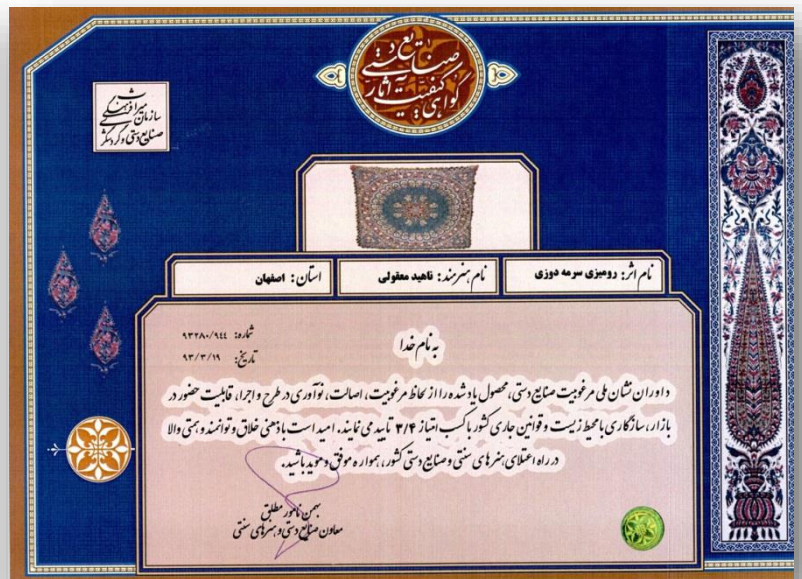 صنایع دستی
گواهی کیفیت آثار
سازمان میراث فرهنگی
صنایع دستی و گردشگری
نام اثر: رومیزی سرمه دوزی
نام هنرمند: ناهید معقولی
استان: اصفهان
شماره: ۹۳۲۸۰/۹۴۴
تاریخ: ۹۳/۳/۱۹
به نام خدا
داوران نشان ملی مرغوبیت صنایع دستی، محصول یاد شده را از لحاظ مرغوبیت، اصالت، نوآوری در طرح و اجرا، قابلیت حضور در
بازار، سازگاری با محیط زیست و قوانین جاری کشور با کسب امتیاز ۳/۴ تایید می نمایند. امید است با ذهنی خلاق و توانمند و همتی والا
در راه اعتلای هنرهای سنتی و صنایع دستی کشور، همواره موفق و موید باشید.
بهمن نامور مطلق
معاون صنایع دستی و هنرهای سنتی